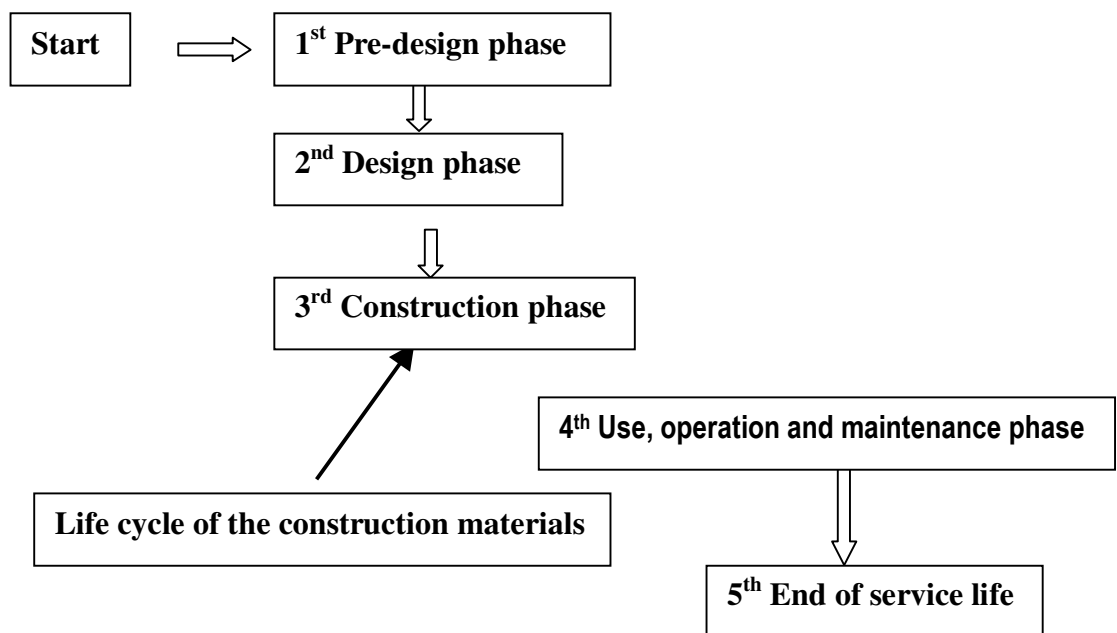 Start
1st Pre-design phase
2nd Design phase
3rd Construction phase
4th Use, operation and maintenance phase
Life cycle of the construction materials
5th End of service life